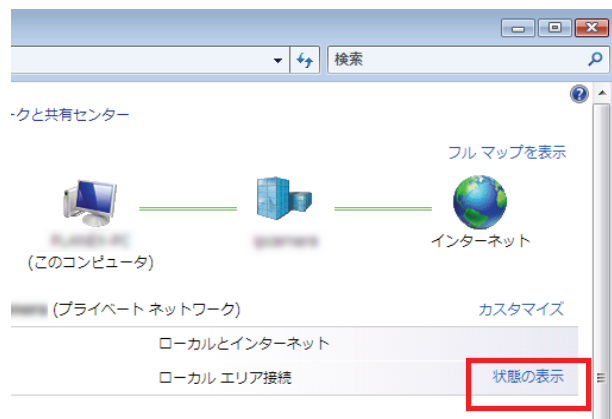 検索
ークと共有センター
フル マップを表示
インターネット
(このコンピュータ)
(プライベート ネットワーク)
カスタマイズ
ローカルとインターネット
ローカル エリア接続
状態の表示